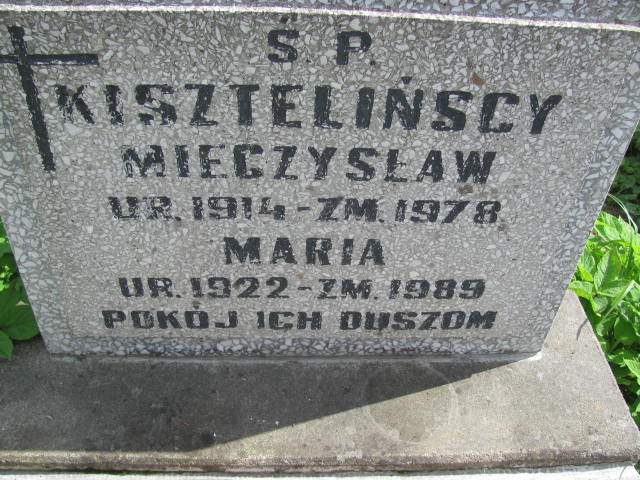 Ś. P.
KISZTELIŃSCY
MIECZYSŁAW
UR. 1914 - ZM. 1978
MARIA
UR. 1922 - ZM. 1989
POKÓJ ICH DUSZOM